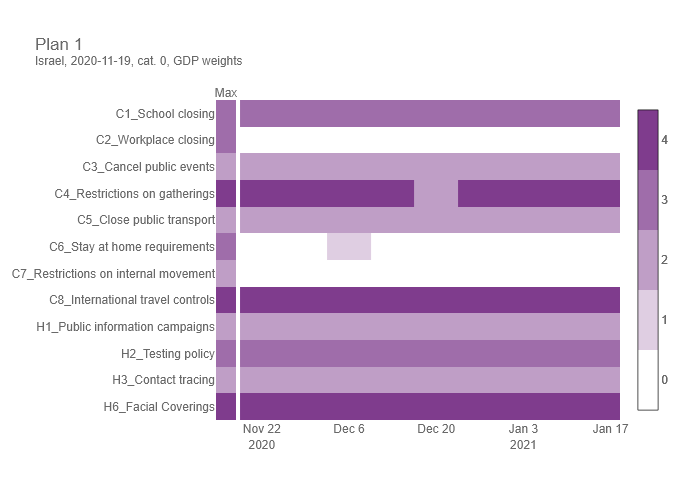 Plan 1
Israel, 2020-11-19, cat. 0, GDP weights
Max
C1_School closing
C2_Workplace closing
C3_Cancel public events
C4_Restrictions on gatherings
C5_Close public transport
C6_Stay at home requirements
C7_Restrictions on internal movement
C8_International travel controls
H1_Public information campaigns
H2_Testing policy
H3_Contact tracing
H6_Facial Coverings
Nov 22 Dec 6 Dec 20 Jan 3 Jan 17
2020 2021
4
3
2
1
0